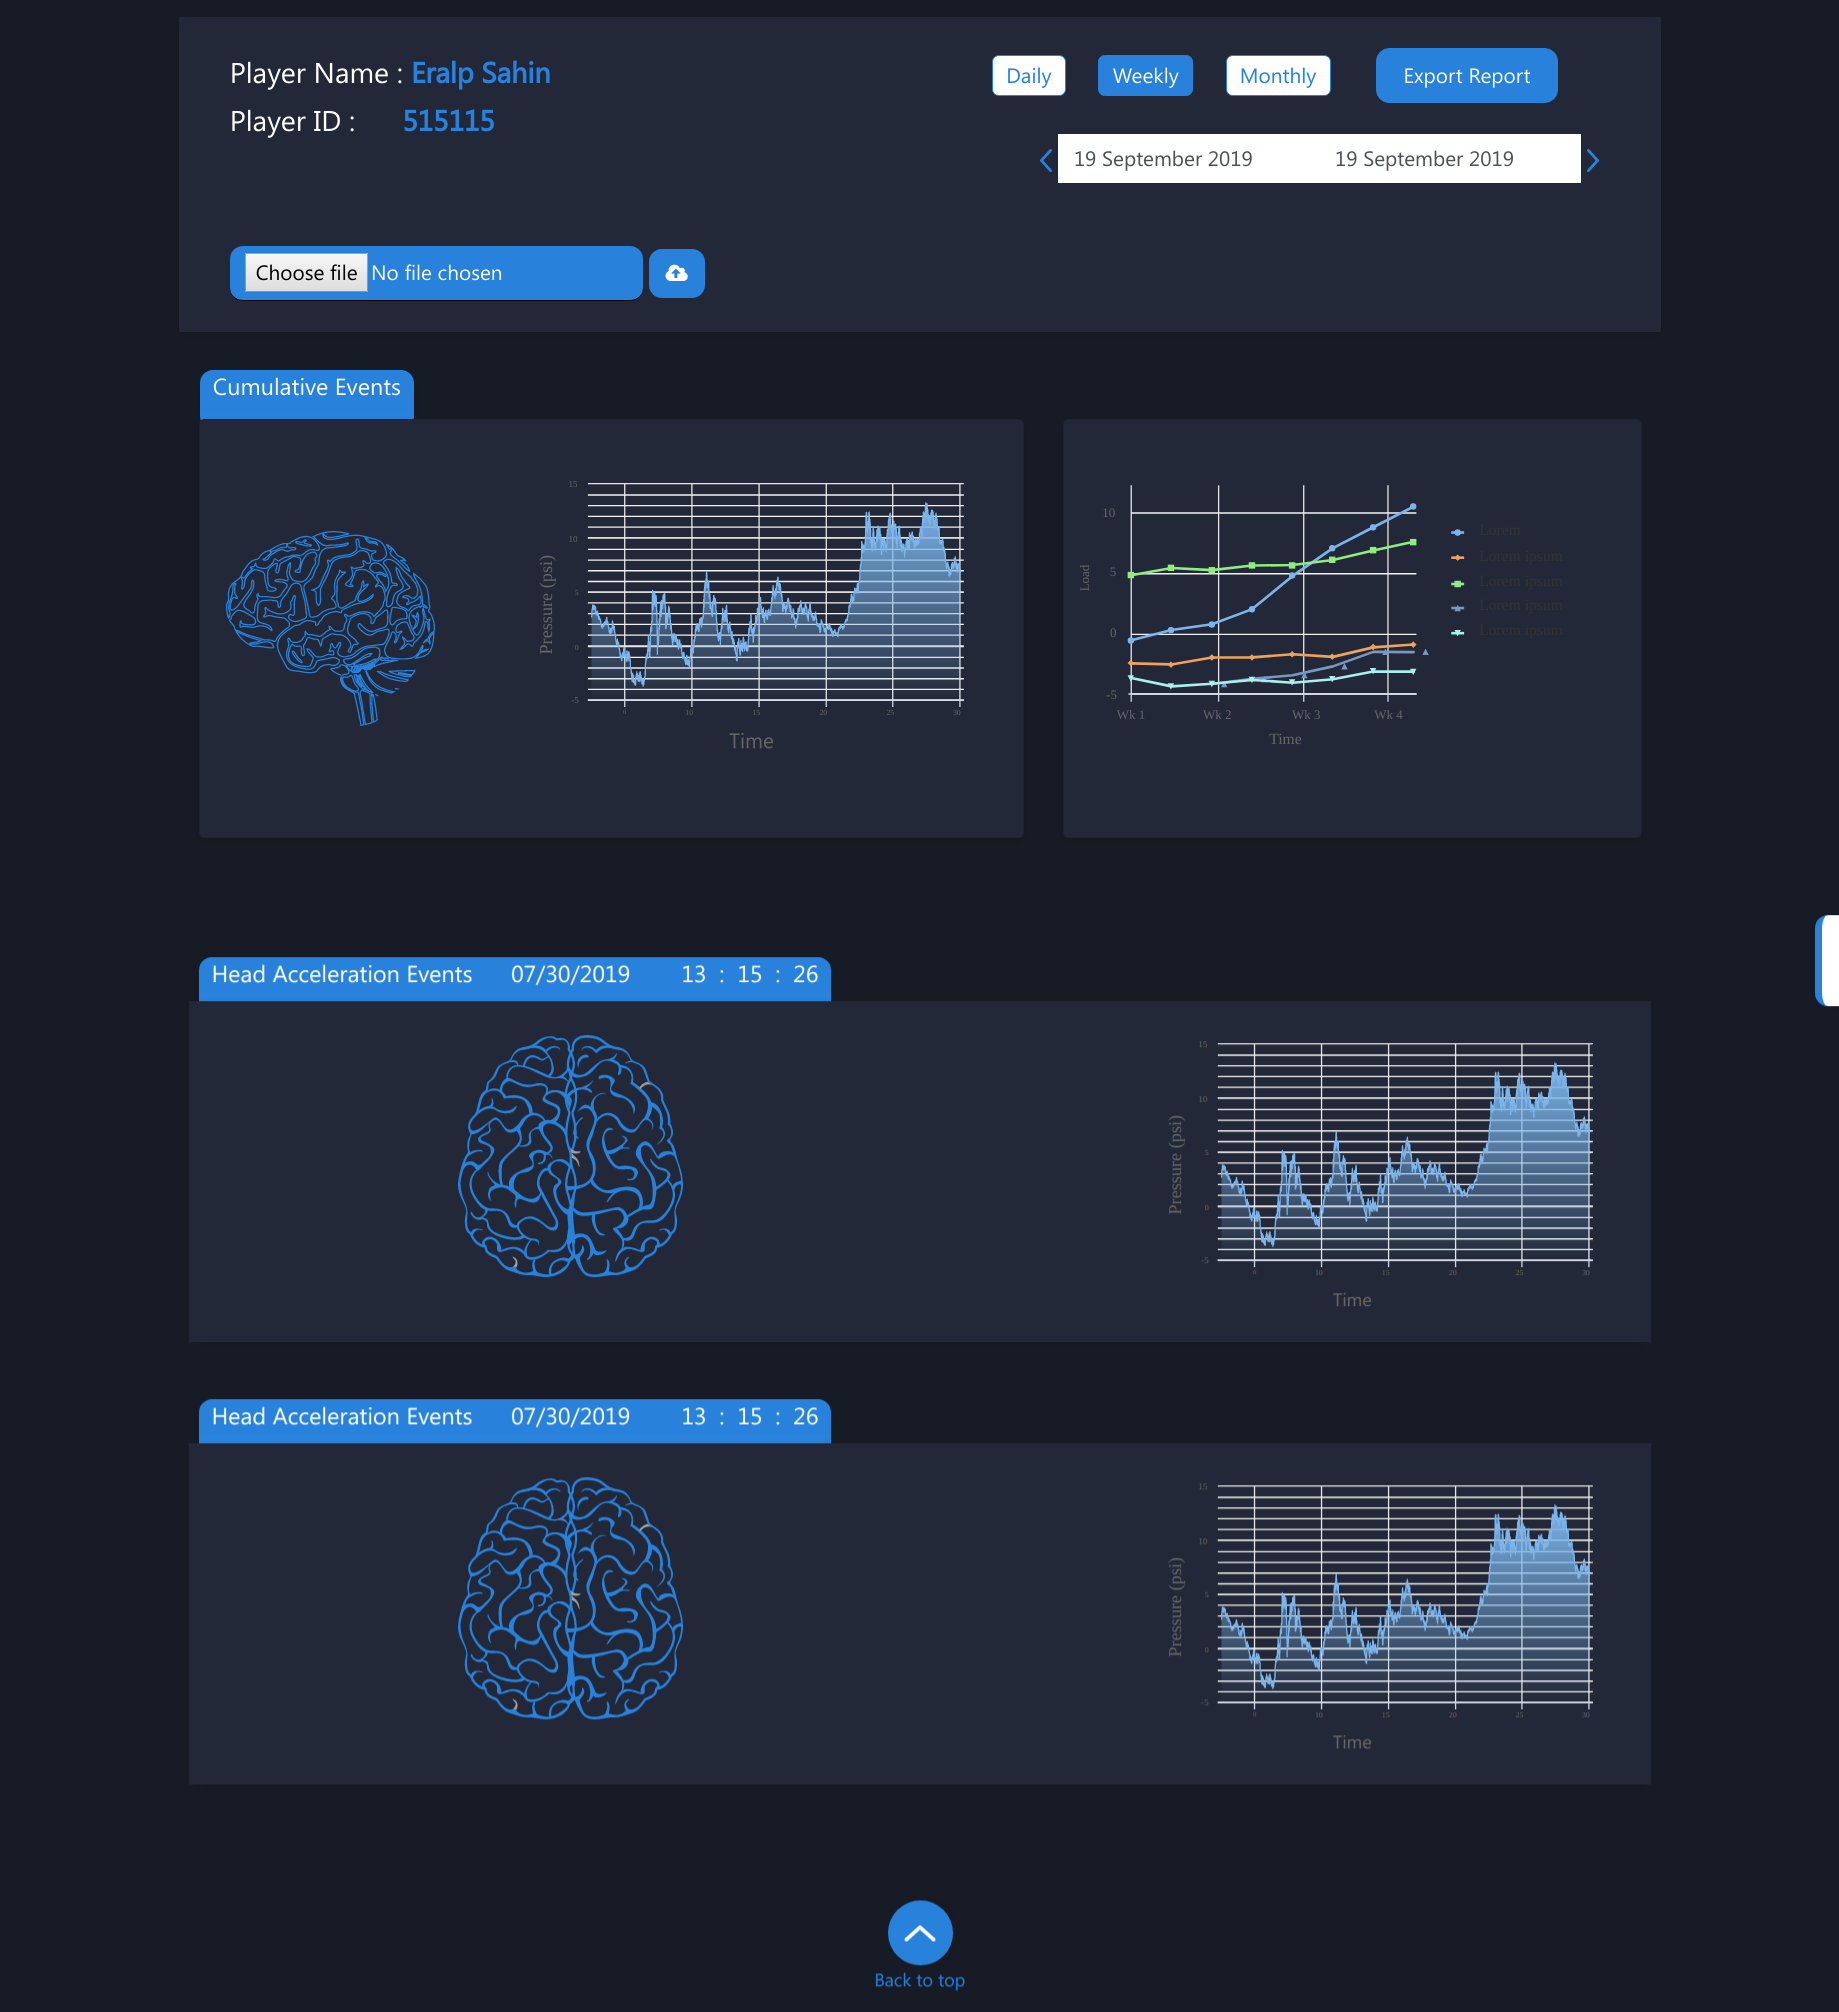 Player Name : Eralp Sahin
Player ID : 515115
Daily
Weekly
Monthly
Export Report
19 September 2019 19 September 2019
Choose file No file chosen
Cumulative Events
15
10
5
0
-5
Pressure (psi)
10 15 20 25 30
Time
10
5
0
-5
Load
Wk 1 Wk 2 Wk 3 Wk 4
Time
Lorem
Lorem ipsum
Lorem ipsum
Lorem ipsum
Lorem ipsum
Head Acceleration Events 07/30/2019 13 : 15 : 26
15
10
5
0
-5
Pressure (psi)
10 15 20 25 30
Time
Head Acceleration Events 07/30/2019 13 : 15 : 26
15
10
5
0
-5
Pressure (psi)
10 15 20 25 30
Time
Back to top